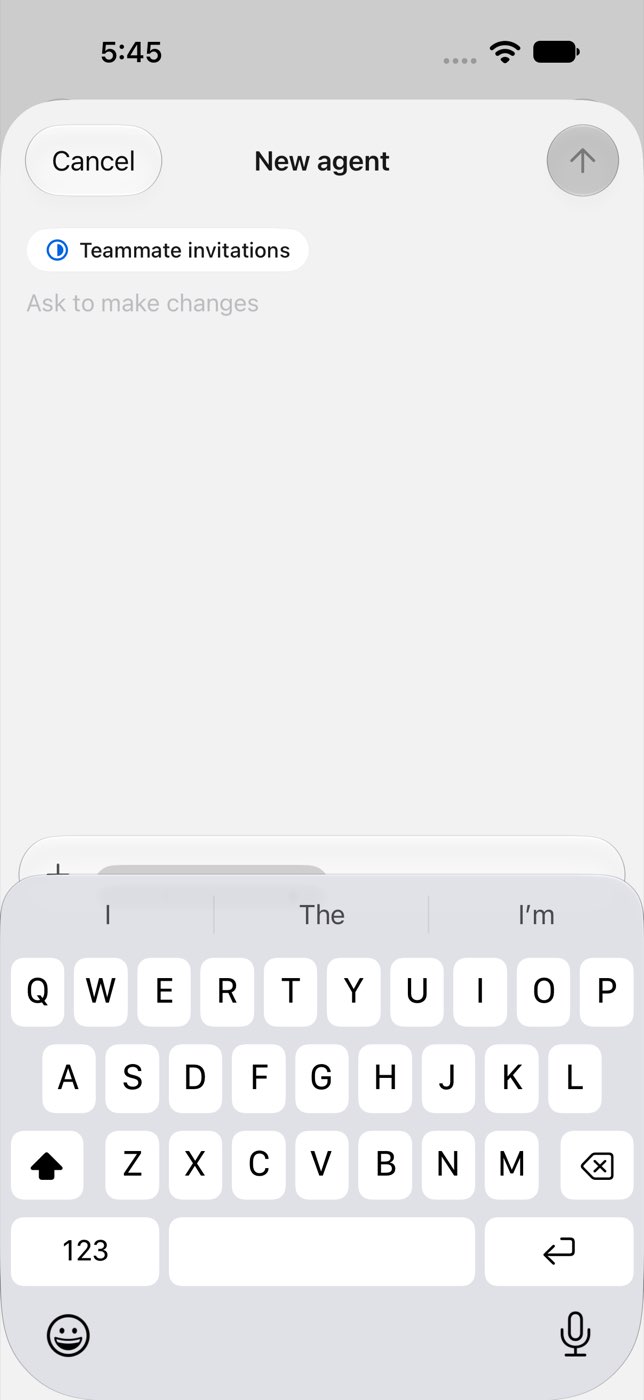 5:45
Cancel
New agent
Teammate invitations
Ask to make changes
I
The
I’m
Q W E R T Y U I O P
A S D F G H J K L
Z X C V B N M
123